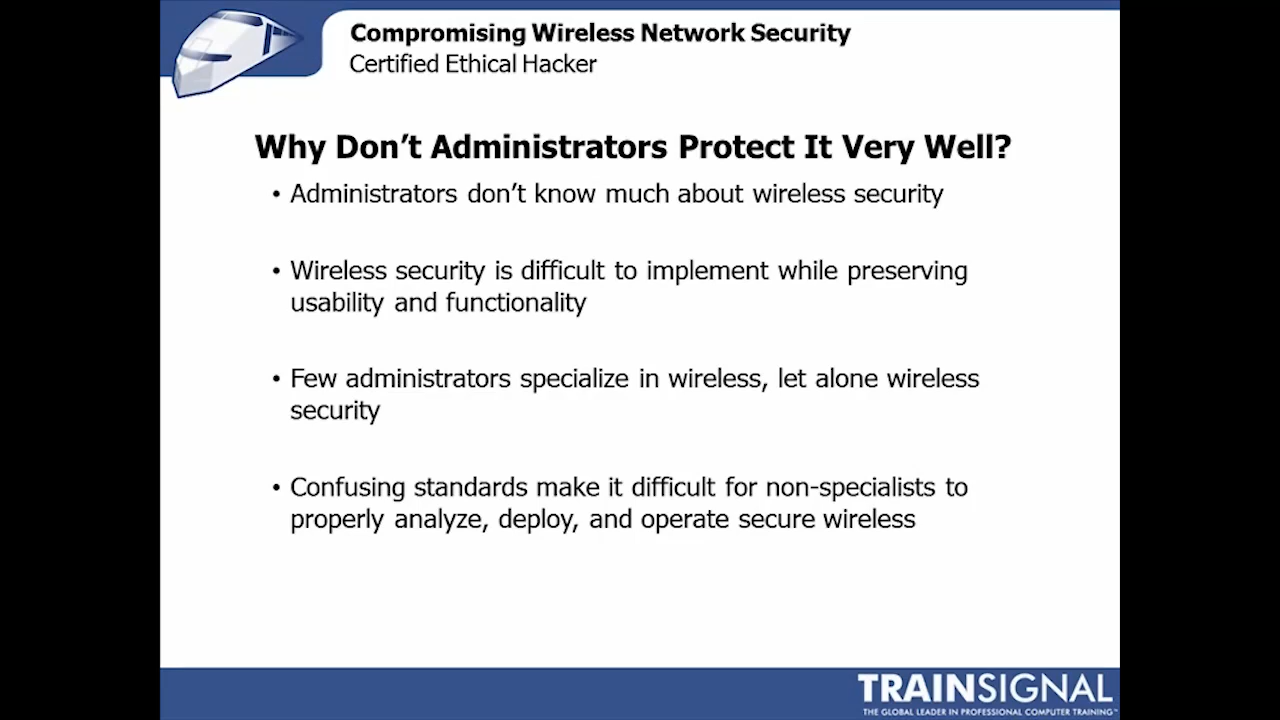 Compromising Wireless Network Security
Certified Ethical Hacker
Why Don't Administrators Protect It Very Well?
• Administrators don't know much about wireless security
• Wireless security is difficult to implement while preserving
usability and functionality
• Few administrators specialize in wireless, let alone wireless
security
• Confusing standards make it difficult for non-specialists to
properly analyze, deploy, and operate secure wireless
TRAINSIGNAL
THE GLOBAL LEADER IN PROFESSIONAL COMPUTER TRAINING™